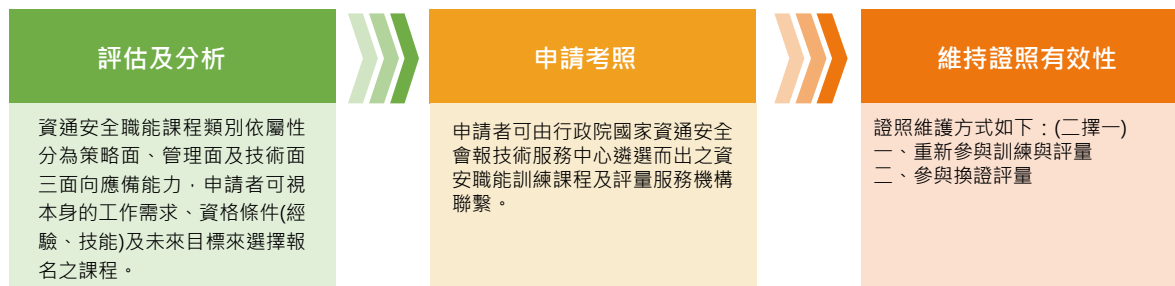 評估及分析
資通安全職能課程類別依屬性
分為策略面、管理面及技術面
三面向應備能力，申請者可視
本身的工作需求、資格條件(經
驗、技能)及未來目標來選擇報
名之課程。
申請考照
申請者可由行政院國家資通安全
會報技術服務中心遴選而出之資
安職能訓練課程及評量服務機構
聯繫。
維持證照有效性
證照維護方式如下：(二擇一)
一、重新參與訓練與評量
二、參與換證評量